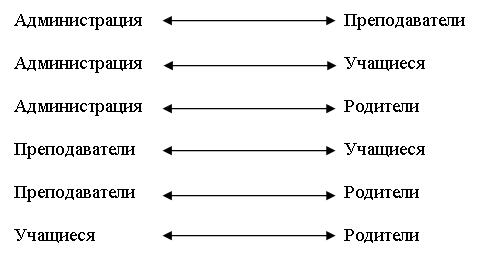 Администрация Преподаватели
Администрация Учащиеся
Администрация Родители
Преподаватели Учащиеся
Преподаватели Родители
Учащиеся Родители